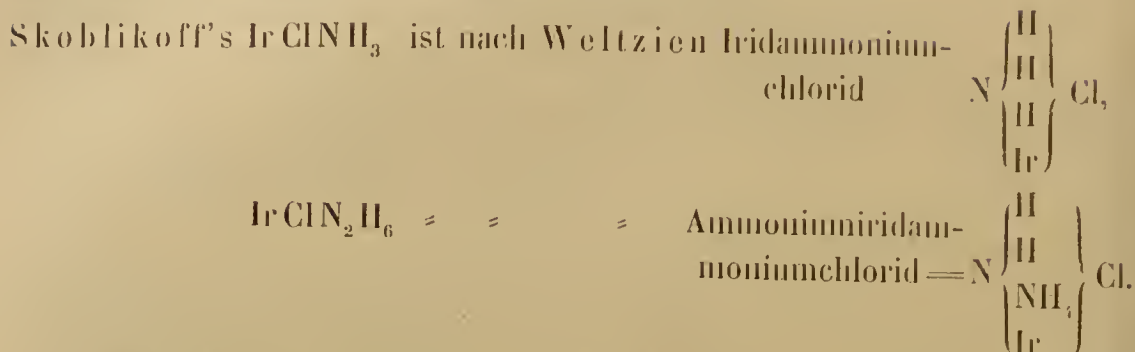 Skoblikoff's IrClNH₃ ist nach Weltzien Iridammonium-
chlorid N { H H H Ir } Cl,
IrClN₂H₆ = = = Ammoniumiridam-
moniumchlorid = N { H H NH₄ Ir } Cl.